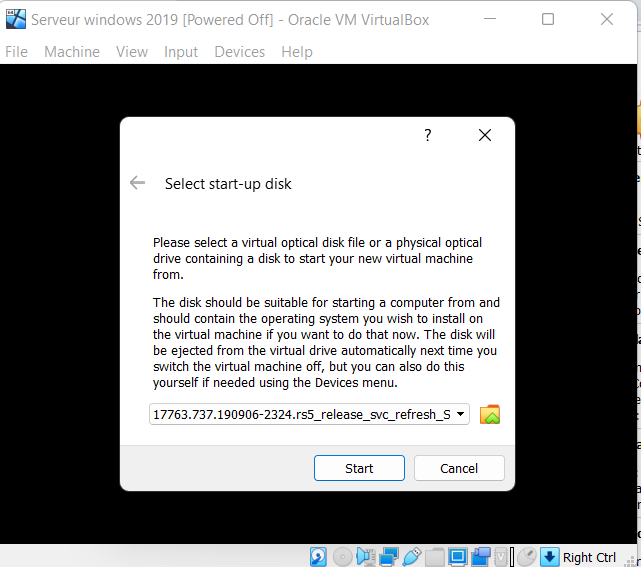 Serveur windows 2019 [Powered Off] - Oracle VM VirtualBox
File Machine View Input Devices Help
?
Select start-up disk
Please select a virtual optical disk file or a physical optical
drive containing a disk to start your new virtual machine
from.
The disk should be suitable for starting a computer from and
should contain the operating system you wish to install on
the virtual machine if you want to do that now. The disk will
be ejected from the virtual drive automatically next time you
switch the virtual machine off, but you can also do this
yourself if needed using the Devices menu.
17763.737.190906-2324.rs5_release_svc_refresh_S
Start Cancel
Right Ctrl